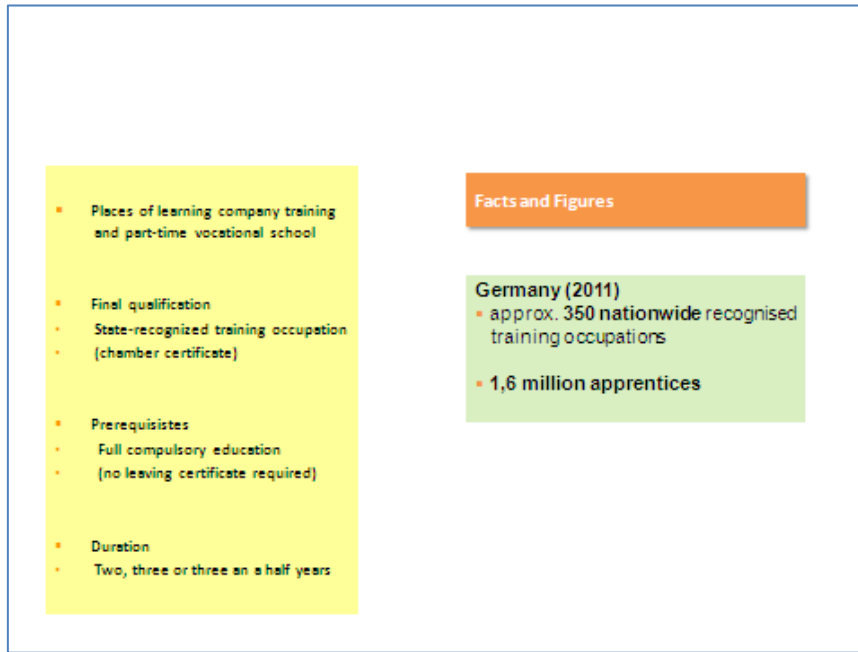 ▪ Places of learning company training
and part-time vocational school
▪ Final qualification
▪ State-recognized training occupation
▪ (chamber certificate)
▪ Prerequisistes
▪ Full compulsory education
▪ (no leaving certificate required)
▪ Duration
▪ Two, three or three an a half years
Facts and Figures
Germany (2011)
▪ approx. 350 nationwide recognised
training occupations
▪ 1,6 million apprentices